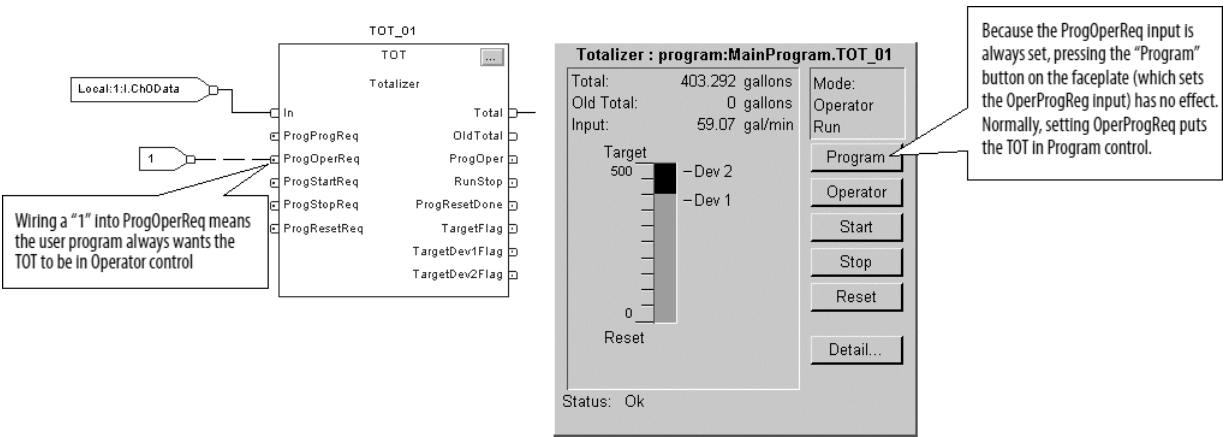 TOT_01
TOT
...
Totalizer
Local:1:I.Ch0Data
In
Total
ProgProgReq
OldTotal
1
ProgOperReq
ProgOper
ProgStartReq
RunStop
ProgStopReq
ProgResetDone
ProgResetReq
TargetFlag
TargetDev1Flag
TargetDev2Flag
Wiring a “1” into ProgOperReq means
the user program always wants the
TOT to be in Operator control
Totalizer : program:MainProgram.TOT_01
Total: 403.292 gallons
Old Total: 0 gallons
Input: 59.07 gal/min
Mode:
Operator
Run
Target
500
Dev 2
Dev 1
0
Reset
Program
Operator
Start
Stop
Reset
Detail...
Status: Ok
Because the ProgOperReq input is
always set, pressing the “Program”
button on the faceplate (which sets
the OperProgReg input) has no effect.
Normally, setting OperProgReq puts
the TOT in Program control.